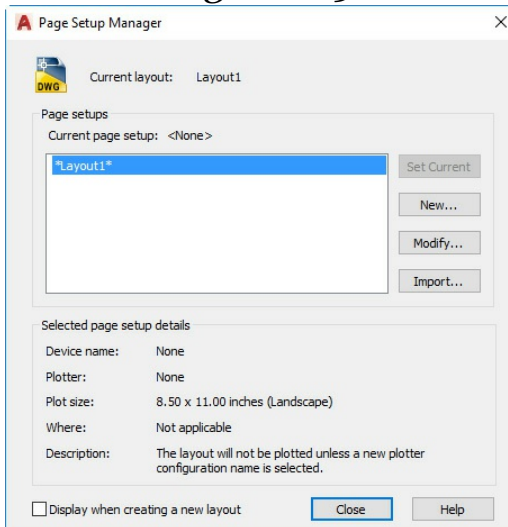 Page Setup Manager
DWG
Current layout: Layout1
Page setups
Current page setup: <None>
*Layout1*
Set Current
New...
Modify...
Import...
Selected page setup details
Device name: None
Plotter: None
Plot size: 8.50 x 11.00 inches (Landscape)
Where: Not applicable
Description: The layout will not be plotted unless a new plotter
configuration name is selected.
Display when creating a new layout
Close
Help